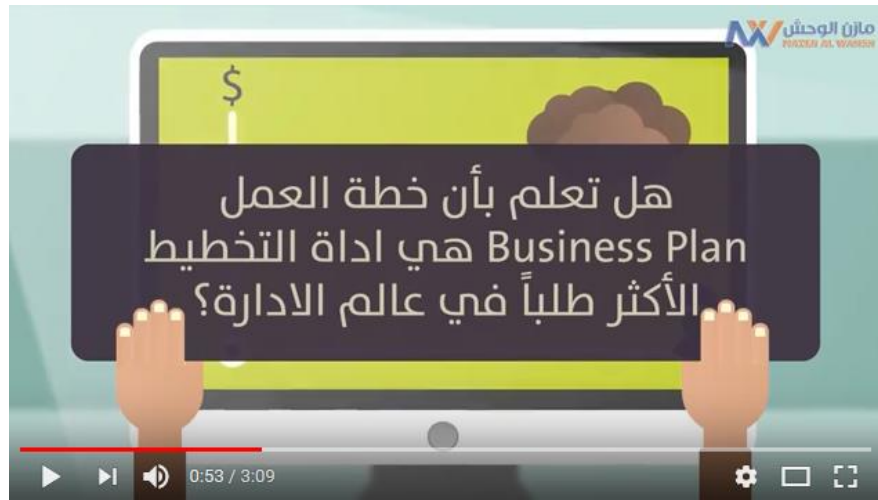 مازن الوحش
MAZEN AL WAHSH
$
هل تعلم بأن خطة العمل
Business Plan هي اداة التخطيط
الأكثر طلباً في عالم الادارة؟
0:53 / 3:09